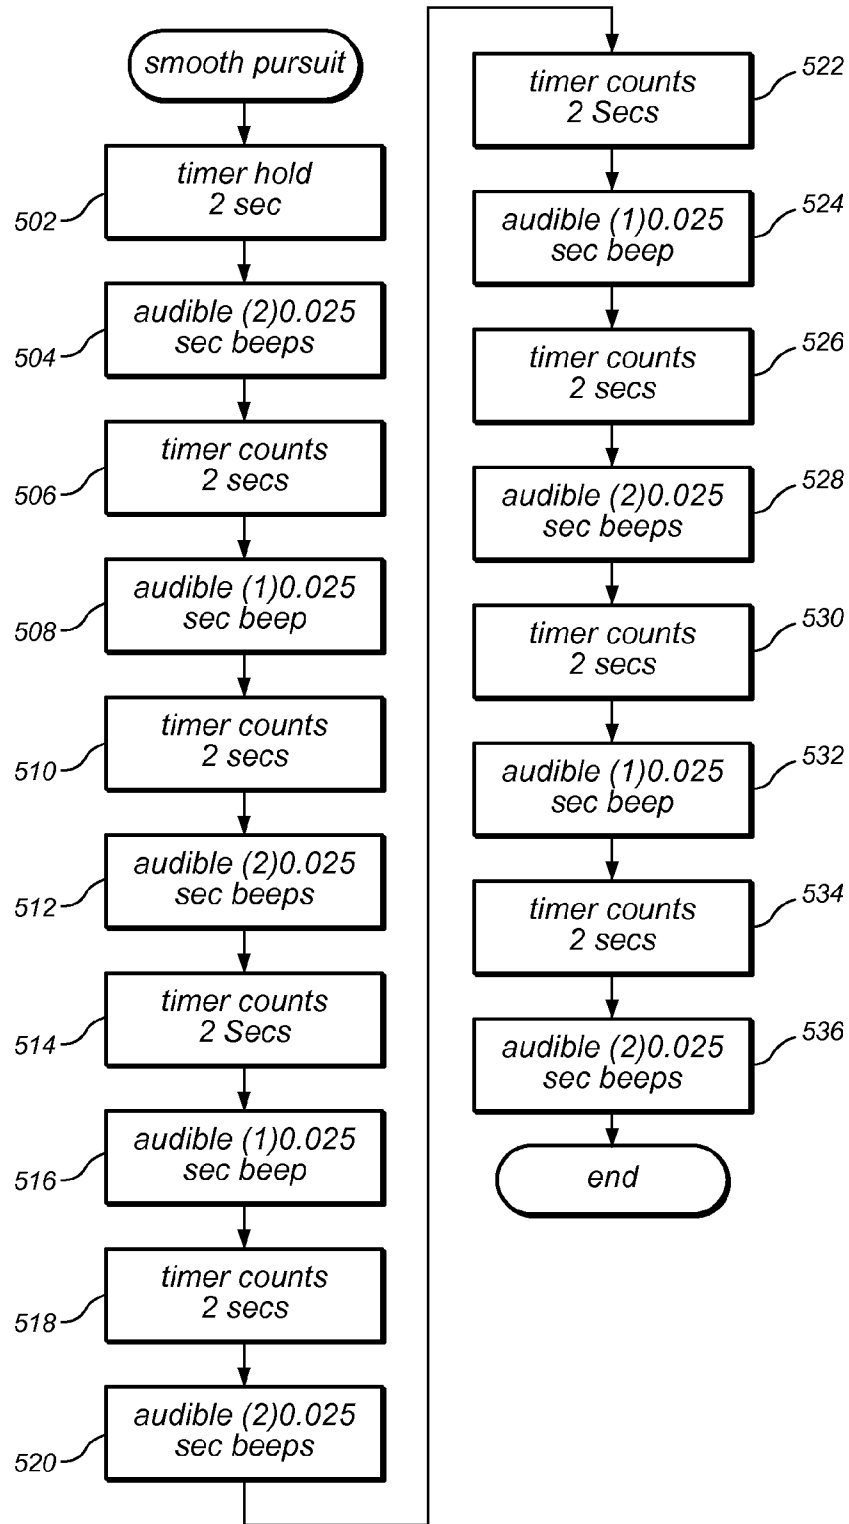 smooth pursuit
timer hold
2 sec
502
audible (2)0.025
sec beeps
504
timer counts
2 secs
506
audible (1)0.025
sec beep
508
timer counts
2 secs
510
audible (2)0.025
sec beeps
512
timer counts
2 Secs
514
audible (1)0.025
sec beep
516
timer counts
2 secs
518
audible (2)0.025
sec beeps
520
timer counts
2 Secs
522
audible (1)0.025
sec beep
524
timer counts
2 secs
526
audible (2)0.025
sec beeps
528
timer counts
2 secs
530
audible (1)0.025
sec beep
532
timer counts
2 secs
534
audible (2)0.025
sec beeps
536
end